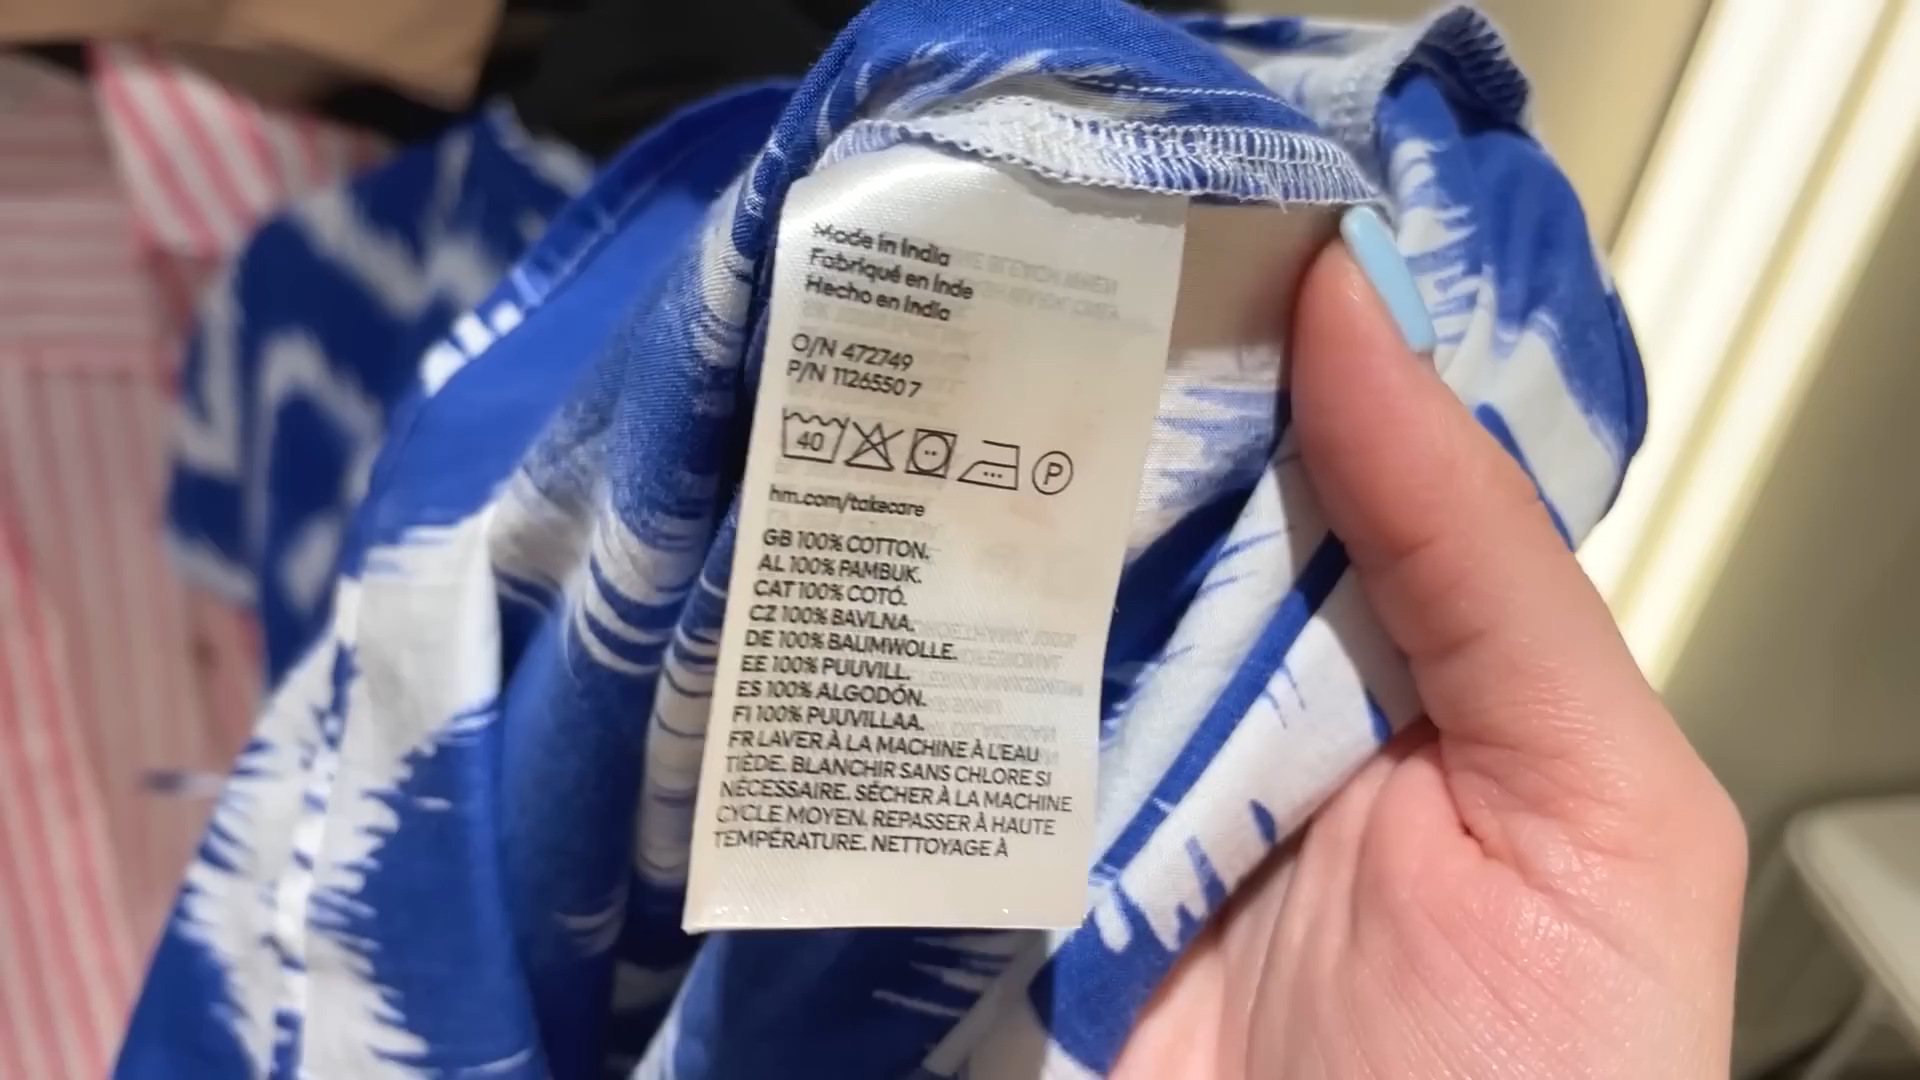 Made in India
Fabriqué en Inde
Hecho en India
O/N 472749
P/N 1126550 7
40
P
hm.com/takecare
GB 100% COTTON.
AL 100% PAMBUK.
CAT 100% COTÓ.
CZ 100% BAVLNA.
DE 100% BAUMWOLLE.
EE 100% PUUVILL.
ES 100% ALGODÓN.
FI 100% PUUVILLAA.
FR LAVER À LA MACHINE À L'EAU
TIÈDE. BLANCHIR SANS CHLORE SI
NÉCESSAIRE. SÉCHER À LA MACHINE
CYCLE MOYEN. REPASSER À HAUTE
TEMPÉRATURE. NETTOYAGE À